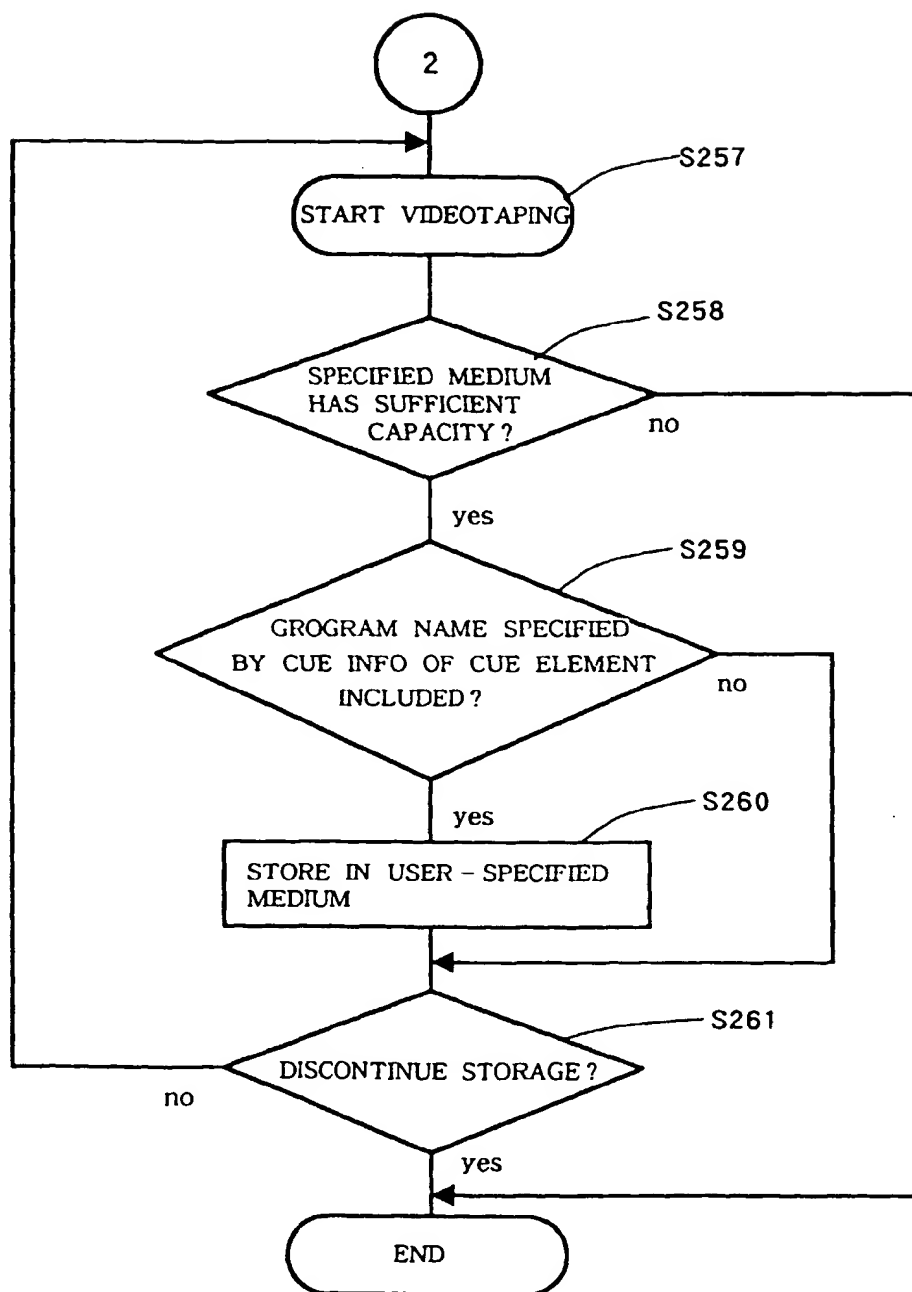 2
S257
START VIDEOTAPING
S258
SPECIFIED MEDIUM
HAS SUFFICIENT
CAPACITY ?
no
yes
S259
GROGRAM NAME SPECIFIED
BY CUE INFO OF CUE ELEMENT
INCLUDED ?
no
yes
S260
STORE IN USER – SPECIFIED
MEDIUM
S261
DISCONTINUE STORAGE ?
no
yes
END